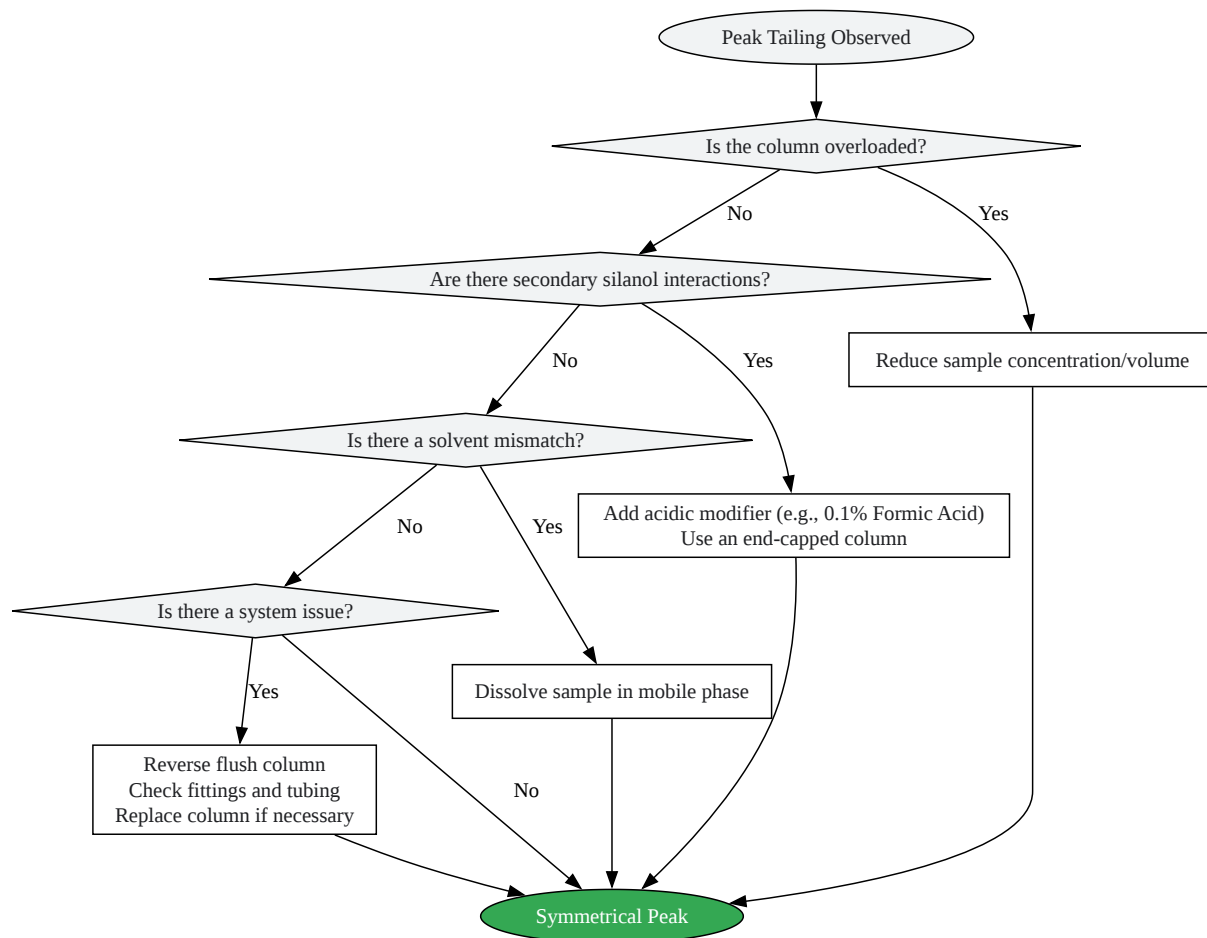 Peak Tailing Observed
Is the column overloaded?
No
Yes
Are there secondary silanol interactions?
Reduce sample concentration/volume
No
Yes
Is there a solvent mismatch?
Add acidic modifier (e.g., 0.1% Formic Acid)
Use an end-capped column
No
Yes
Is there a system issue?
Dissolve sample in mobile phase
Yes
Reverse flush column
Check fittings and tubing
Replace column if necessary
No
Symmetrical Peak